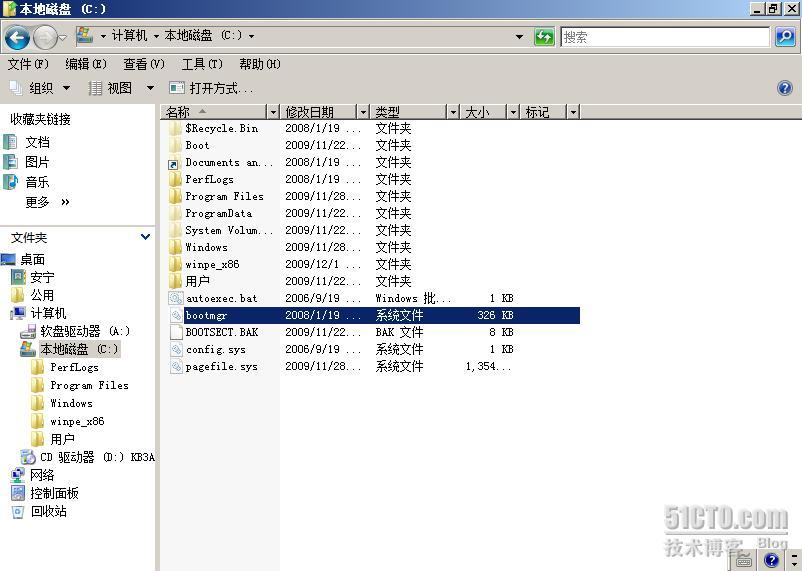 本地磁盘 (C:)
计算机 本地磁盘 (C:)
搜索
文件(F) 编辑(E) 查看(V) 工具(T) 帮助(H)
组织 视图 打开方式...
收藏夹链接
文档
图片
音乐
更多 »
文件夹
桌面
安宁
公用
计算机
软盘驱动器 (A:)
本地磁盘 (C:)
PerfLogs
Program Files
Windows
winpe_x86
用户
CD 驱动器 (D:) KB3A
网络
控制面板
回收站
名称 修改日期 类型 大小 标记
$Recycle.Bin 2008/1/19 ... 文件夹
Boot 2009/11/22... 文件夹
Documents an... 2008/1/19 ... 文件夹
PerfLogs 2008/1/19 ... 文件夹
Program Files 2009/11/28... 文件夹
ProgramData 2009/11/22... 文件夹
System Volum... 2009/11/22... 文件夹
Windows 2009/11/28... 文件夹
winpe_x86 2009/12/1 ... 文件夹
用户 2009/11/22... 文件夹
autoexec.bat 2006/9/19 ... Windows 批... 1 KB
bootmgr 2008/1/19 ... 系统文件 326 KB
BOOTSECT.BAK 2009/11/22... BAK 文件 8 KB
config.sys 2006/9/19 ... 系统文件 1 KB
pagefile.sys 2009/11/28... 系统文件 1,354...
51CTO.com
技术博客 Blog